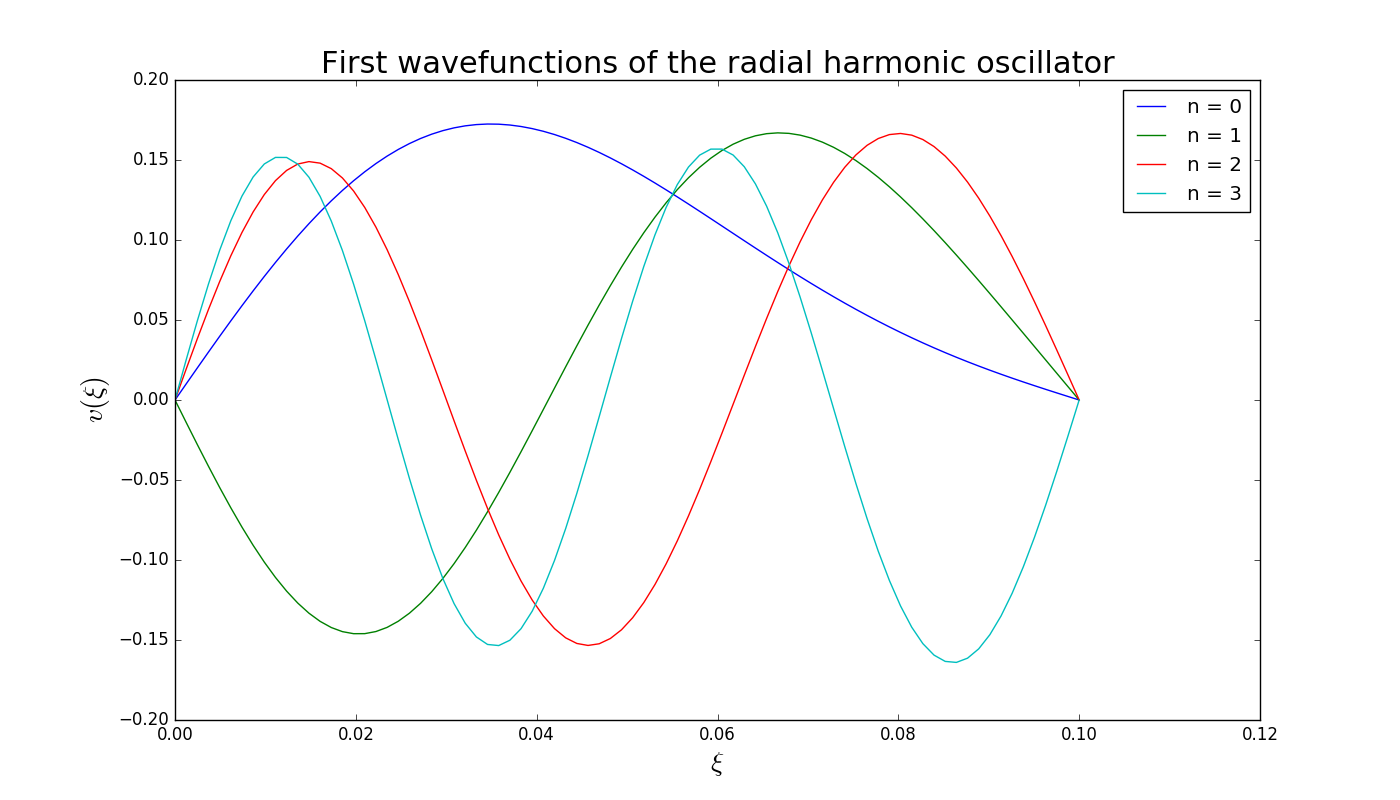 First wavefunctions of the radial harmonic oscillator
n = 0
n = 1
n = 2
n = 3
0.20
0.15
0.10
0.05
0.00
−0.05
−0.10
−0.15
−0.20
v(ξ)
0.00 0.02 0.04 0.06 0.08 0.10 0.12
ξ